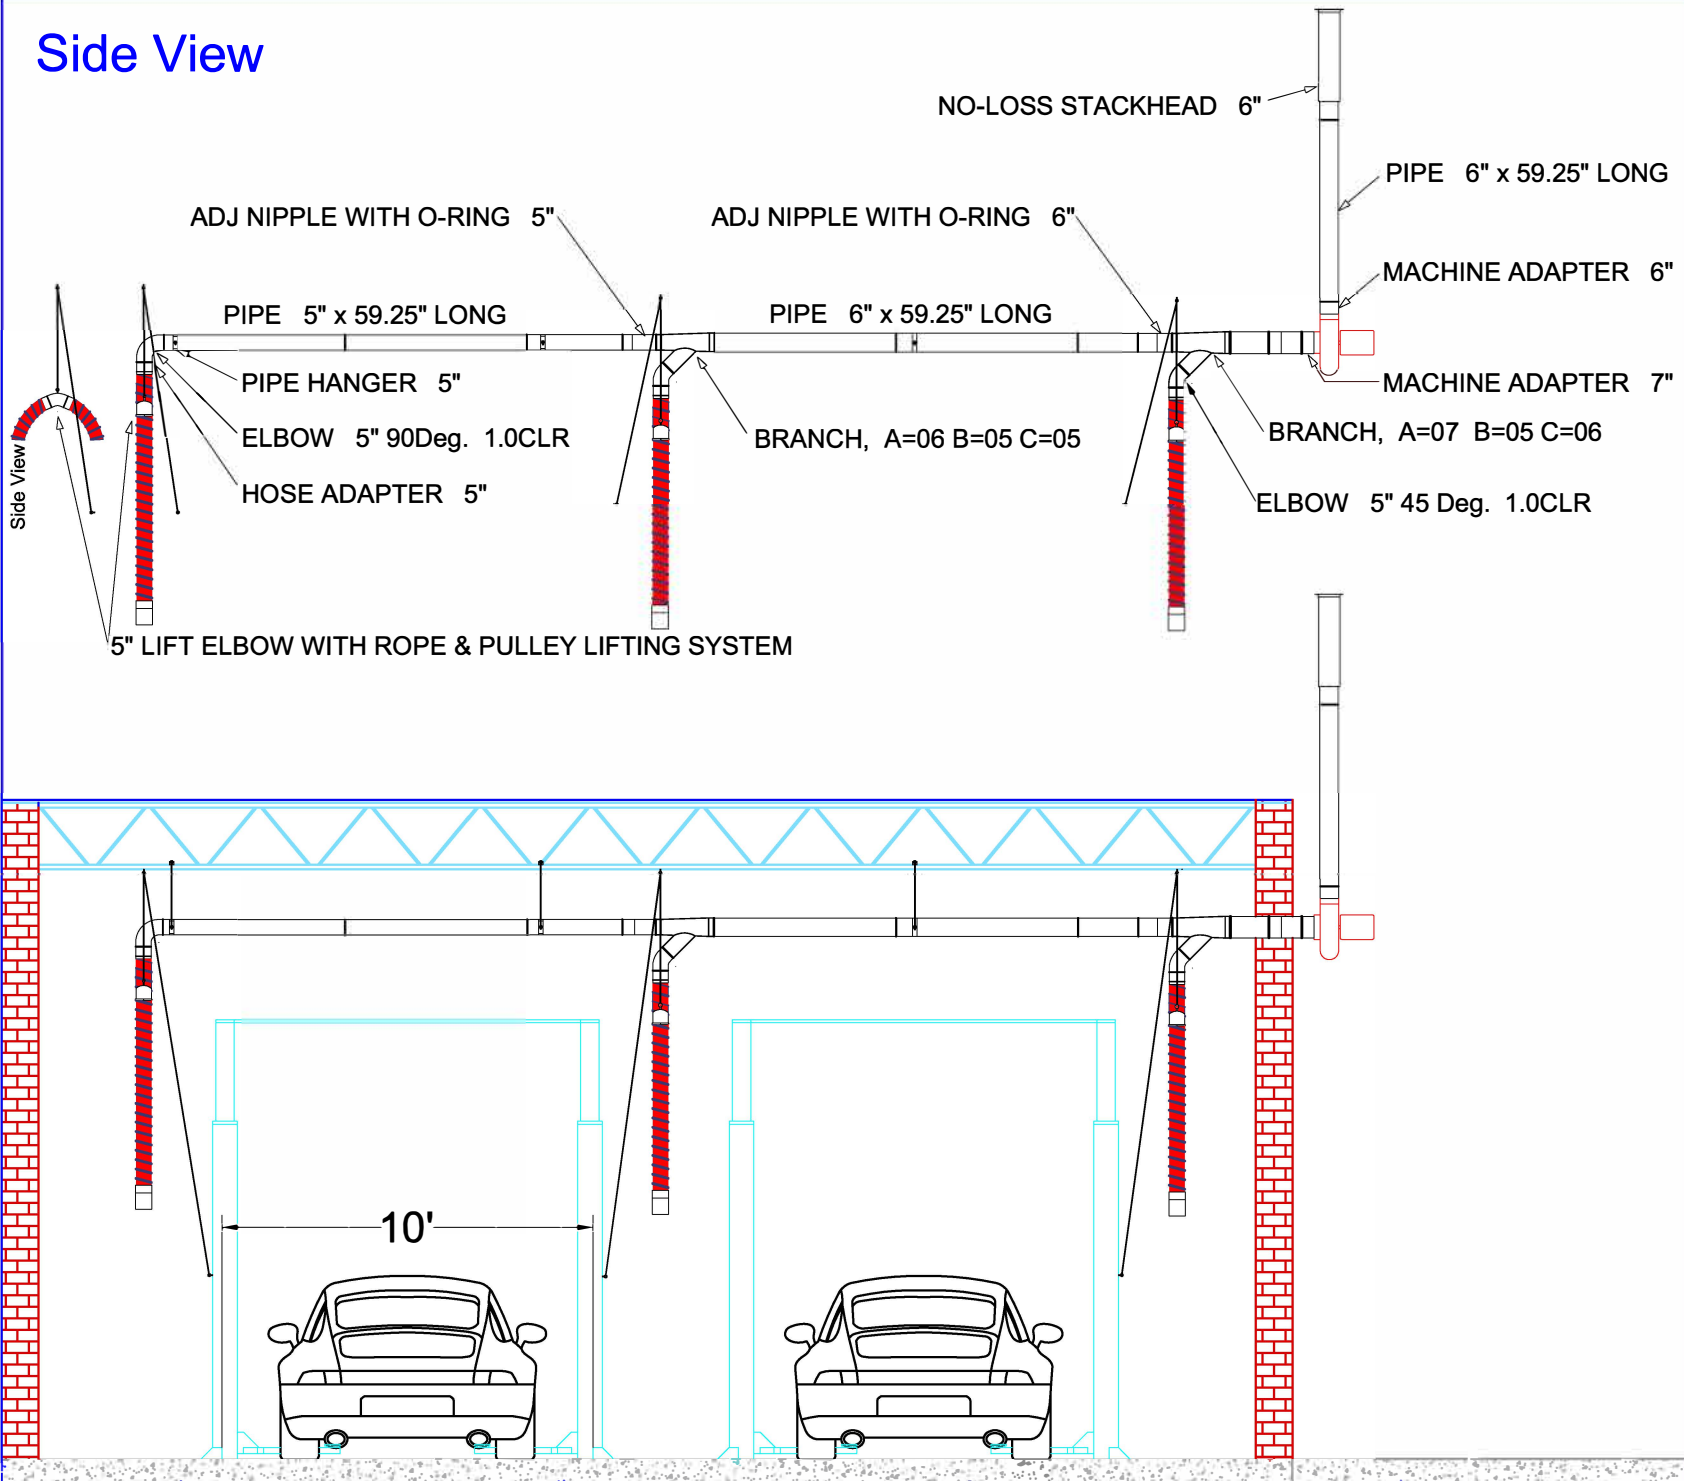 Side View
NO-LOSS STACKHEAD 6"
PIPE 6" x 59.25" LONG
ADJ NIPPLE WITH O-RING 5"
ADJ NIPPLE WITH O-RING 6"
MACHINE ADAPTER 6"
PIPE 5" x 59.25" LONG
PIPE 6" x 59.25" LONG
PIPE HANGER 5"
MACHINE ADAPTER 7"
ELBOW 5" 90Deg. 1.0CLR
BRANCH, A=06 B=05 C=05
BRANCH, A=07 B=05 C=06
Side View
HOSE ADAPTER 5"
ELBOW 5" 45 Deg. 1.0CLR
5" LIFT ELBOW WITH ROPE & PULLEY LIFTING SYSTEM
10'